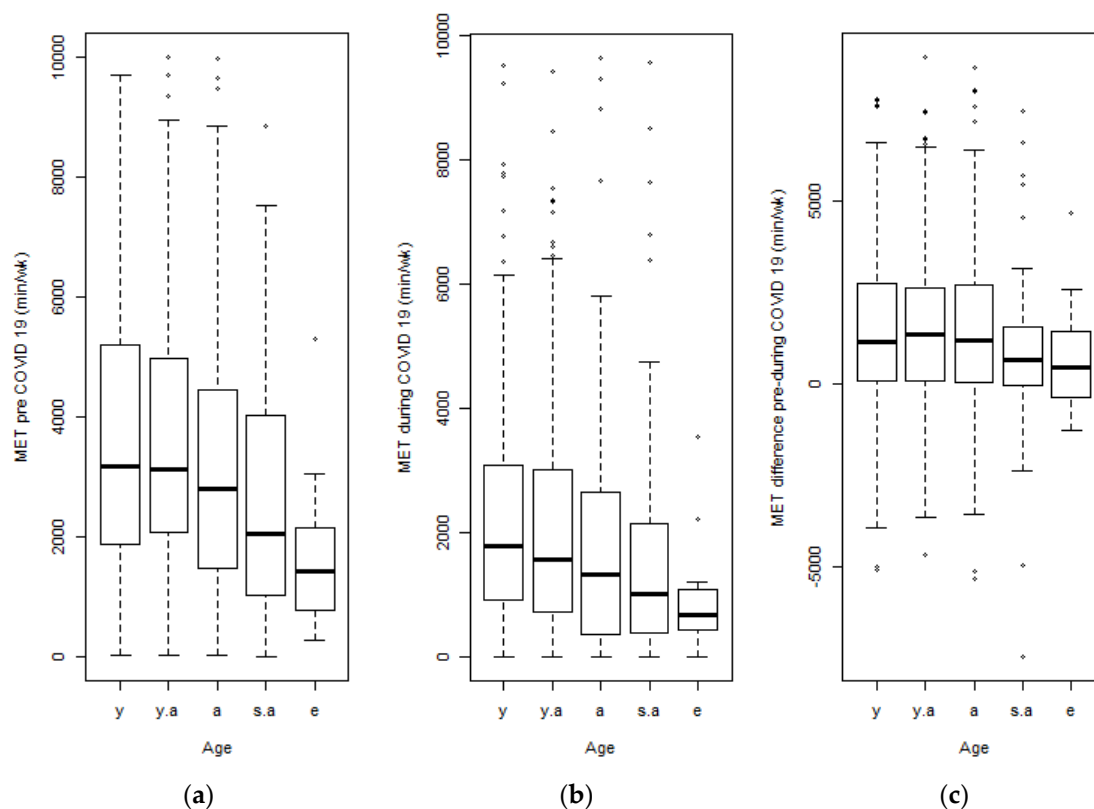 MET pre COVID 19 (min/wk)
10000
8000
6000
4000
2000
0
y y.a a s.a e
Age
(a)
MET during COVID 19 (min/wk)
10000
8000
6000
4000
2000
0
y y.a a s.a e
Age
(b)
MET difference pre-during COVID 19 (min/wk)
5000
0
-5000
y y.a a s.a e
Age
(c)